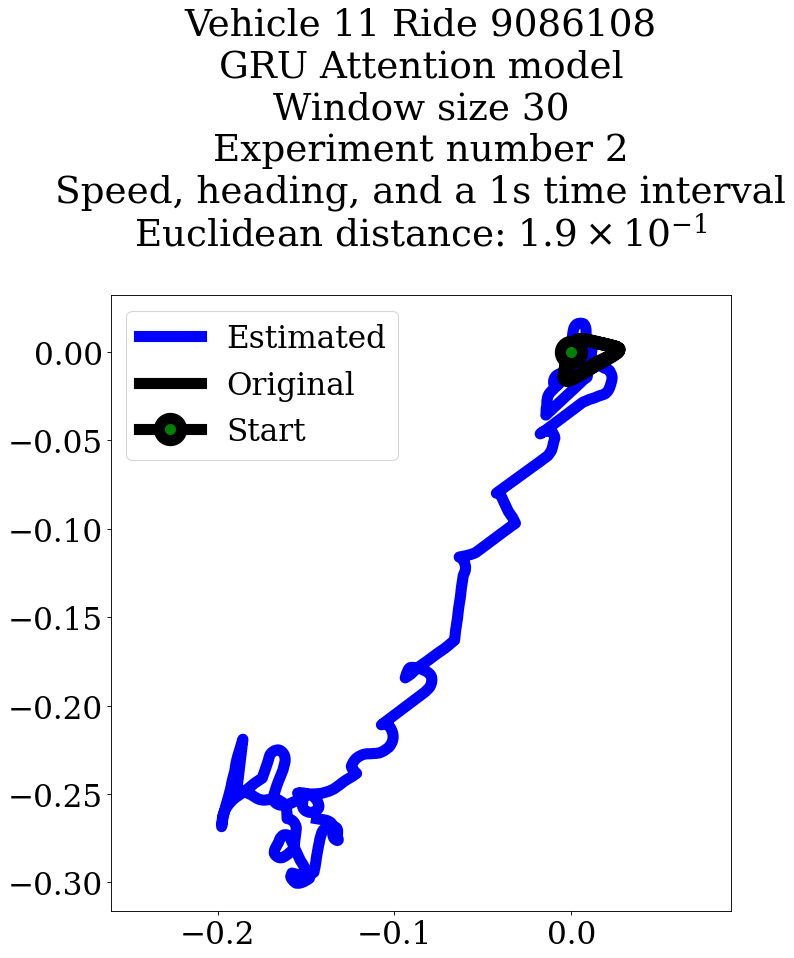 Vehicle 11 Ride 9086108
GRU Attention model
Window size 30
Experiment number 2
Speed, heading, and a 1s time interval
Euclidean distance: 1.9 × 10⁻¹
Estimated
Original
Start
0.00
−0.05
−0.10
−0.15
−0.20
−0.25
−0.30
−0.2
−0.1
0.0